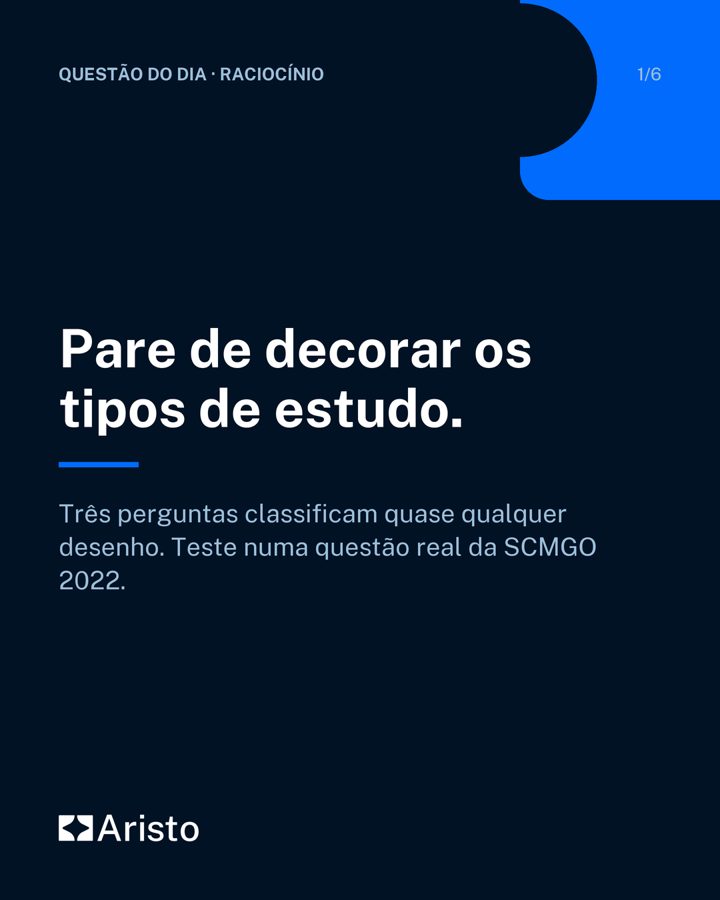 QUESTÃO DO DIA · RACIOCÍNIO
1/6
Pare de decorar os
tipos de estudo.
Três perguntas classificam quase qualquer
desenho. Teste numa questão real da SCMGO
2022.
Aristo